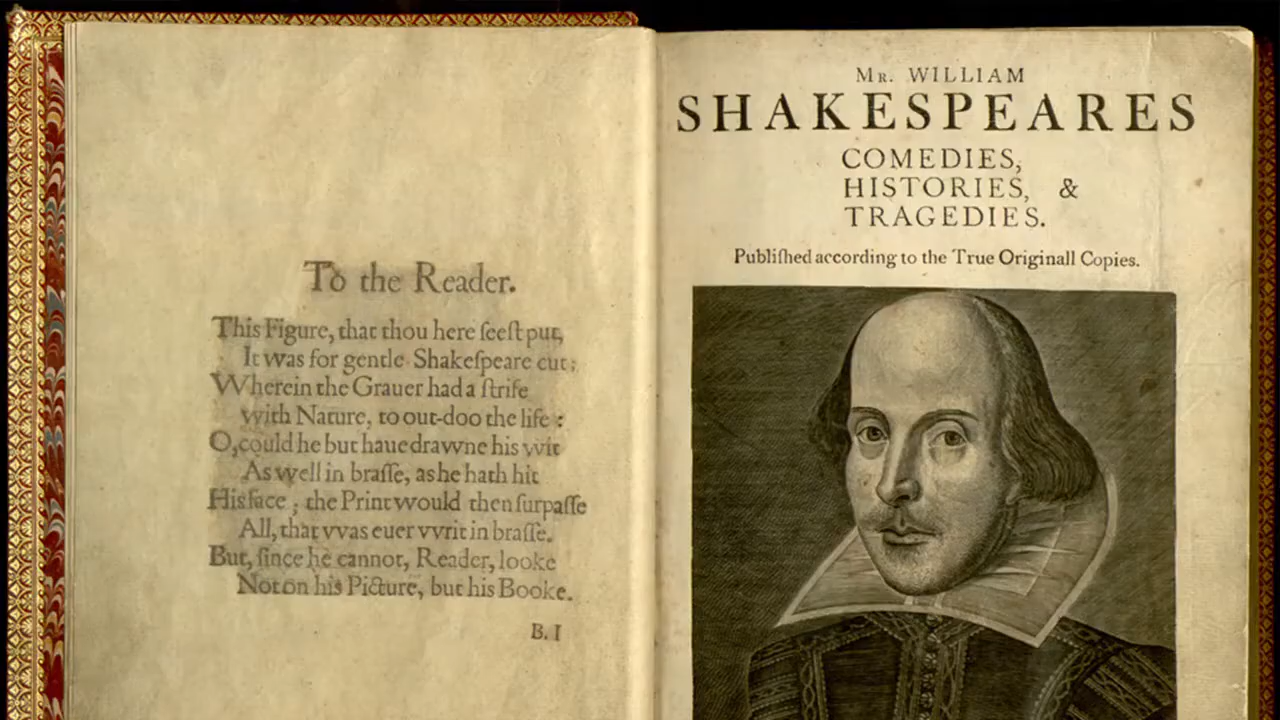 To the Reader.
This Figure, that thou here ſeeſt put,
It was for gentle Shakeſpeare cut;
Wherein the Grauer had a ſtrife
with Nature, to out-doo the life :
O, could he but haue drawne his wit
As well in braſſe, as he hath hit
His face ; the Print would then ſurpaſſe
All, that vvas euer vvrit in braſſe.
But, ſince he cannot, Reader, looke
Not on his Picture, but his Booke.
B. I
Mr. WILLIAM
SHAKESPEARES
COMEDIES,
HISTORIES, &
TRAGEDIES.
Publiſhed according to the True Originall Copies.